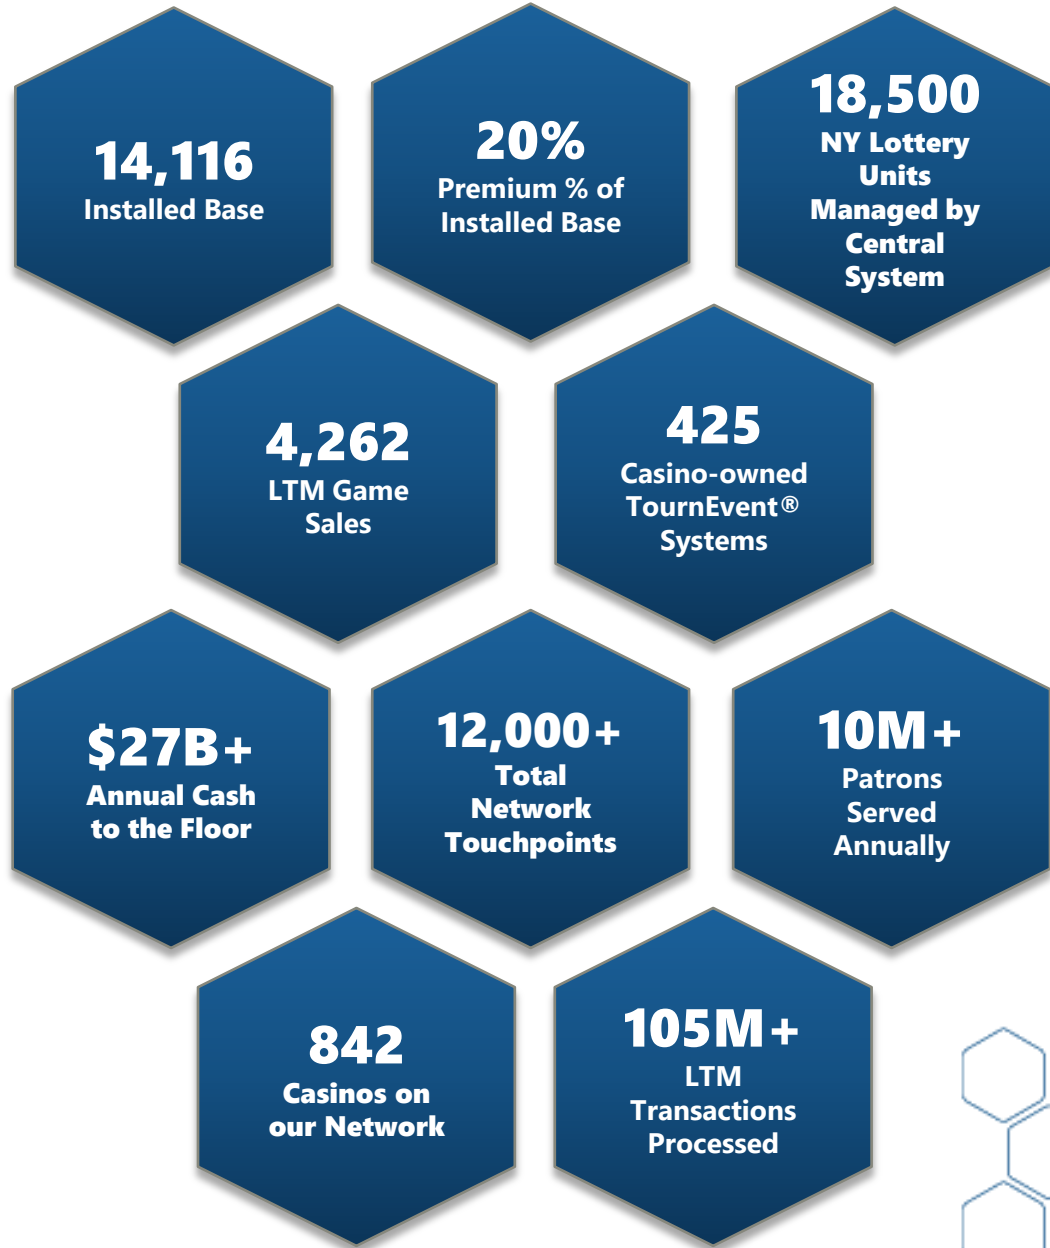 14,116
Installed Base
20%
Premium % of
Installed Base
18,500
NY Lottery
Units
Managed by
Central
System
4,262
LTM Game
Sales
425
Casino-owned
TournEvent®
Systems
$27B+
Annual Cash
to the Floor
12,000+
Total
Network
Touchpoints
10M+
Patrons
Served
Annually
842
Casinos on
our Network
105M+
LTM
Transactions
Processed